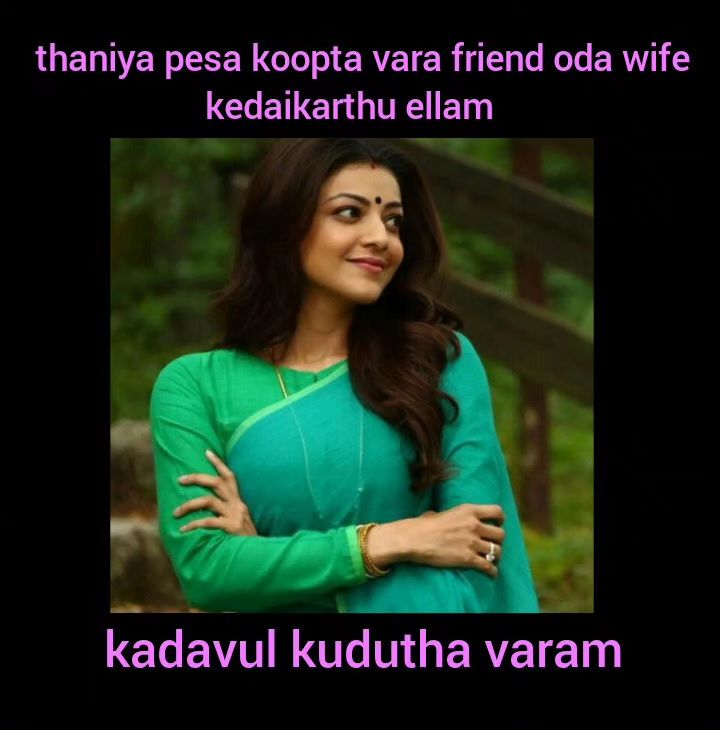 thaniya pesa koopta vara friend oda wife
kedaikarthu ellam
kadavul kudutha varam